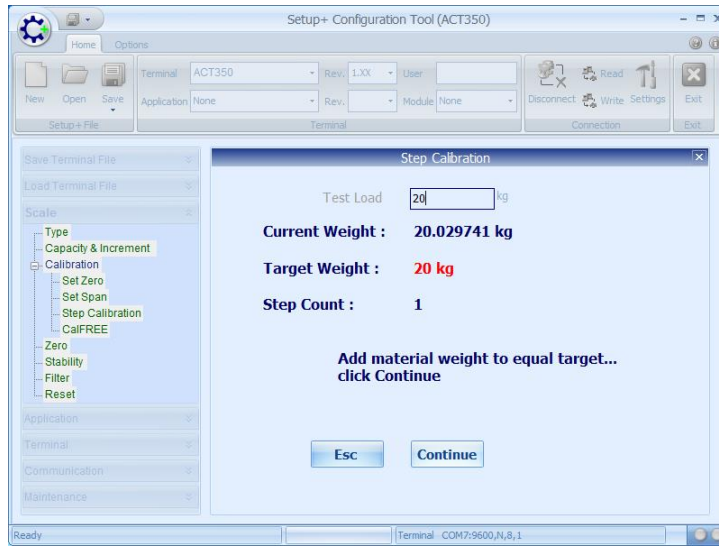 Setup+ Configuration Tool (ACT350)
Home Options
New Open Save
Setup+ File
Terminal ACT350 Rev. 1.XX User
Application None Rev. Module None
Terminal
Disconnect Read Write Settings
Connection
Exit
Exit
Save Terminal File
Load Terminal File
Scale
Type
Capacity & Increment
Calibration
Set Zero
Set Span
Step Calibration
CalFREE
Zero
Stability
Filter
Reset
Application
Terminal
Communication
Maintenance
Step Calibration
Test Load 20 kg
Current Weight : 20.029741 kg
Target Weight : 20 kg
Step Count : 1
Add material weight to equal target...
click Continue
Esc Continue
Ready Terminal COM7:9600,N,8,1